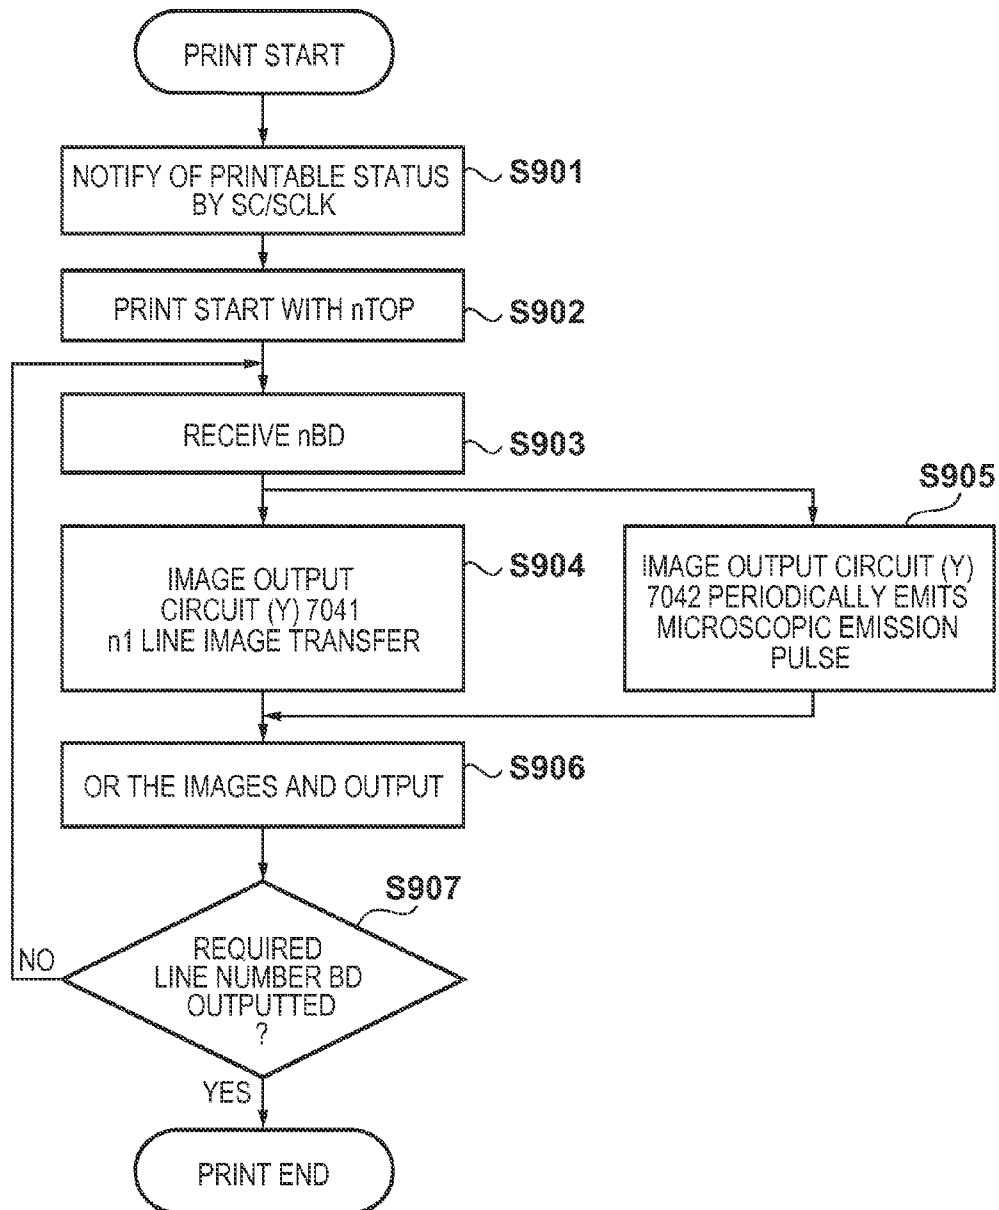 PRINT START
NOTIFY OF PRINTABLE STATUS
BY SC/SCLK
S901
PRINT START WITH nTOP
S902
RECEIVE nBD
S903
S905
IMAGE OUTPUT
CIRCUIT (Y) 7041
n1 LINE IMAGE TRANSFER
S904
IMAGE OUTPUT CIRCUIT (Y)
7042 PERIODICALLY EMITS
MICROSCOPIC EMISSION
PULSE
OR THE IMAGES AND OUTPUT
S906
S907
REQUIRED
LINE NUMBER BD
OUTPUTTED
?
NO
YES
PRINT END